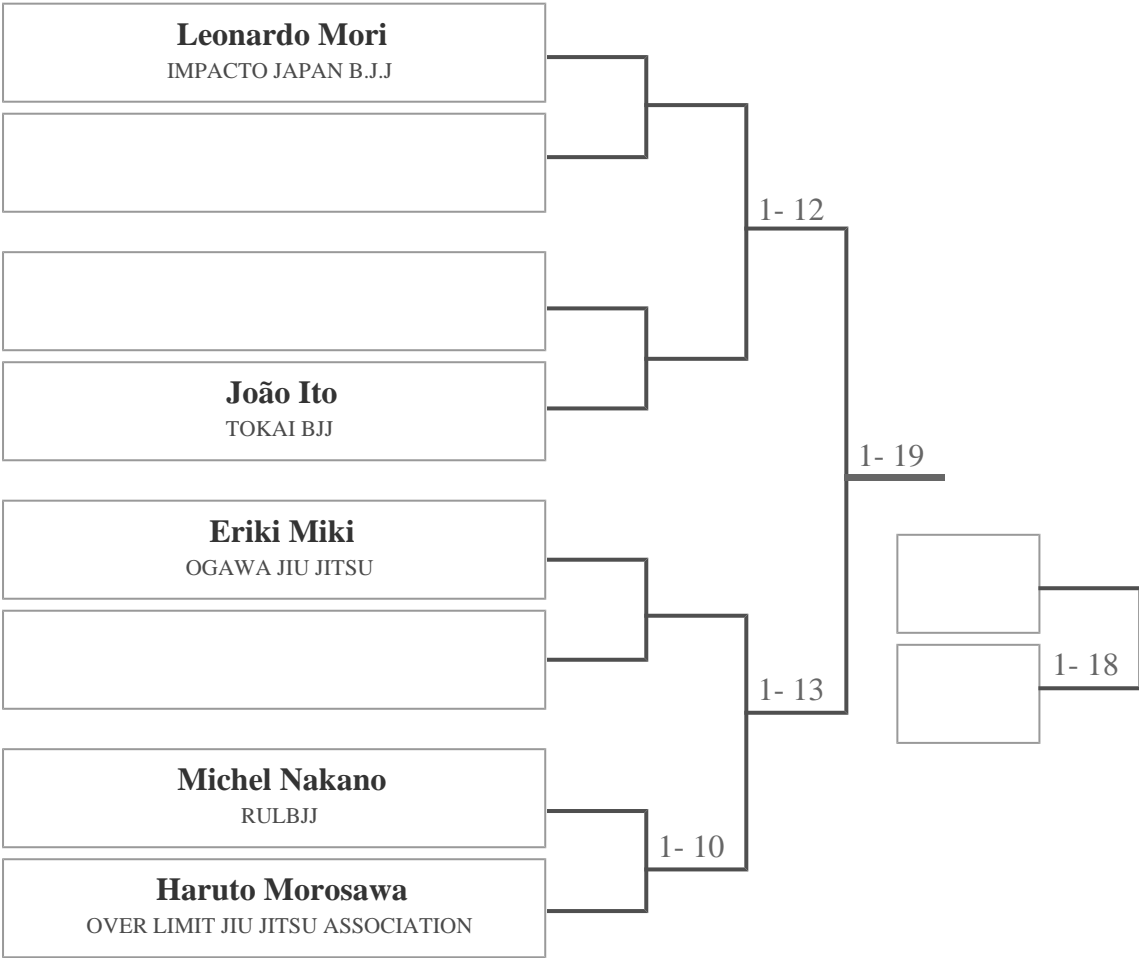 Leonardo Mori
IMPACTO JAPAN B.J.J
1- 12
João Ito
TOKAI BJJ
1- 19
Eriki Miki
OGAWA JIU JITSU
1- 18
1- 13
Michel Nakano
RULBJJ
1- 10
Haruto Morosawa
OVER LIMIT JIU JITSU ASSOCIATION